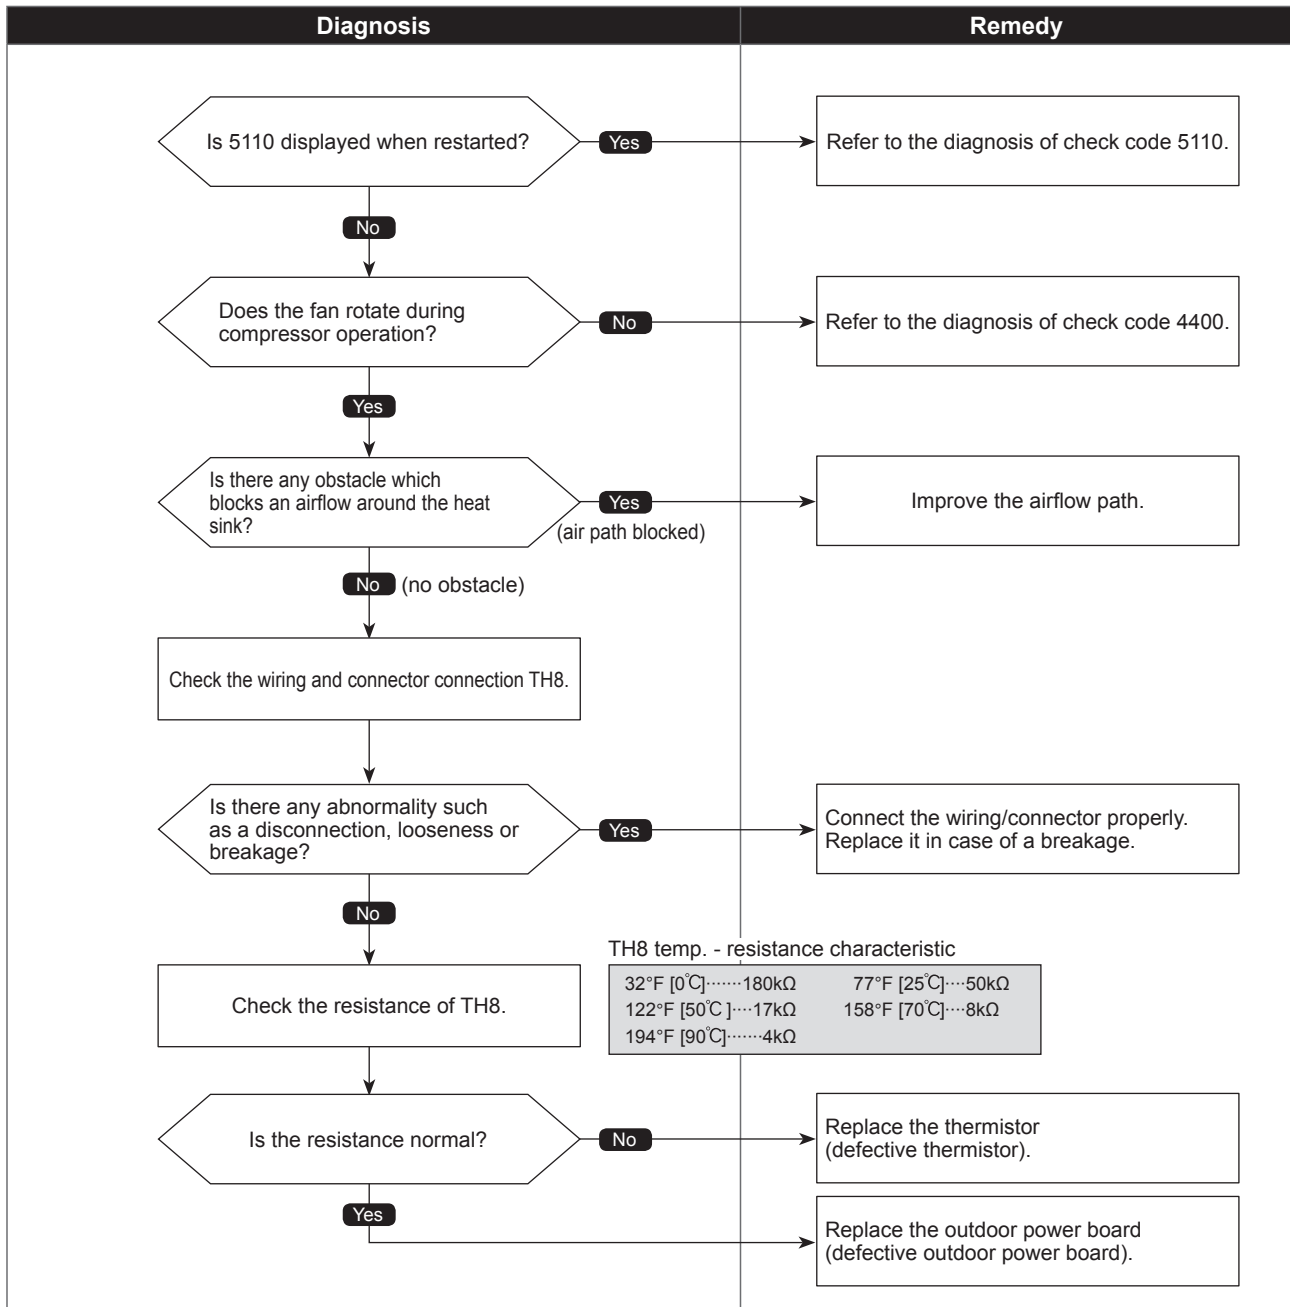 Diagnosis
Remedy
Is 5110 displayed when restarted?
Yes
Refer to the diagnosis of check code 5110.
No
Does the fan rotate during
compressor operation?
No
Refer to the diagnosis of check code 4400.
Yes
Is there any obstacle which
blocks an airflow around the heat
sink?
Yes
(air path blocked)
Improve the airflow path.
No (no obstacle)
Check the wiring and connector connection TH8.
Is there any abnormality such
as a disconnection, looseness or
breakage?
Yes
Connect the wiring/connector properly.
Replace it in case of a breakage.
No
TH8 temp. - resistance characteristic
32°F [0℃]·······180kΩ 77°F [25℃]····50kΩ
122°F [50℃ ]····17kΩ 158°F [70℃]····8kΩ
194°F [90℃]·······4kΩ
Check the resistance of TH8.
Is the resistance normal?
No
Replace the thermistor
(defective thermistor).
Yes
Replace the outdoor power board
(defective outdoor power board).